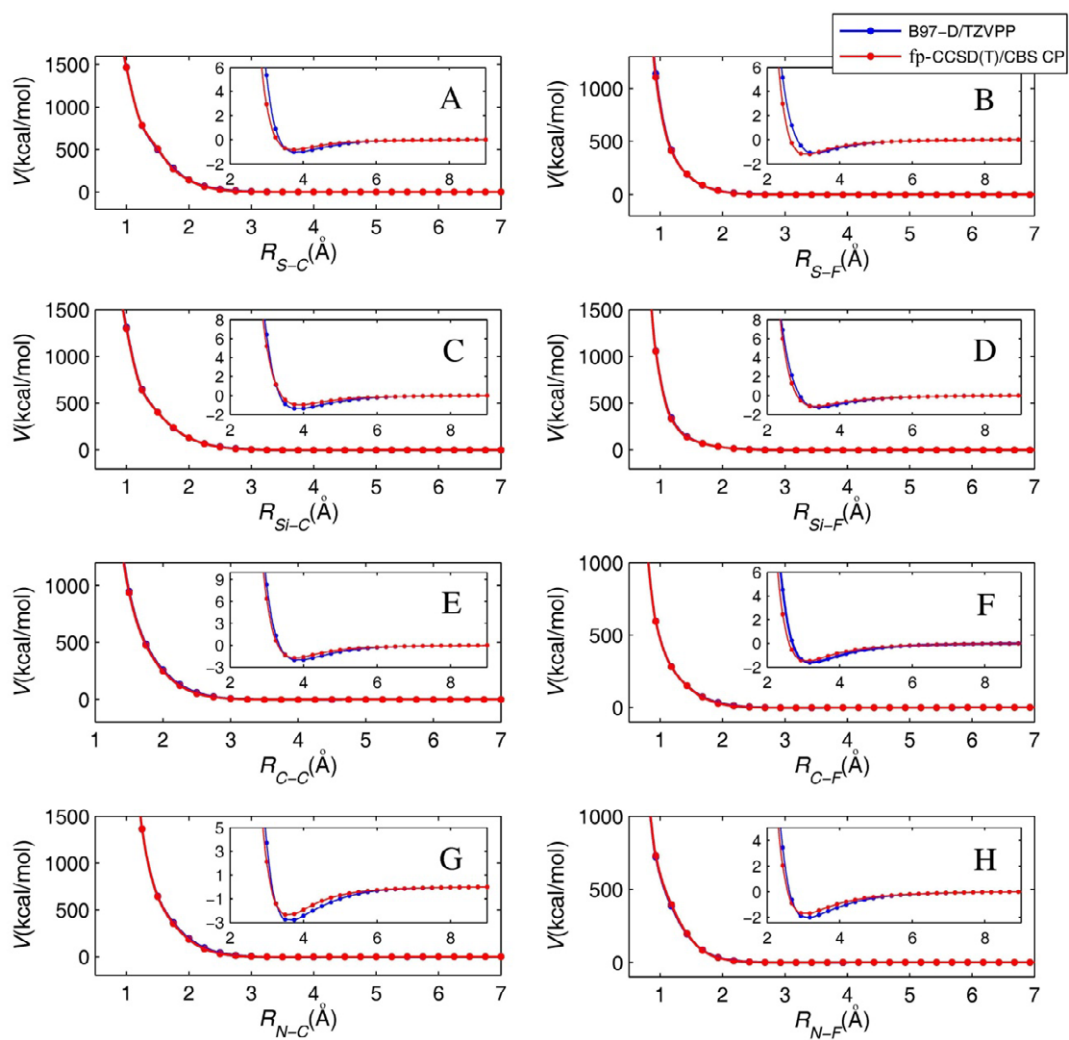 B97-D/TZVPP
fp-CCSD(T)/CBS CP
1500
1000
500
0
V(kcal/mol)
1 2 3 4 5 6 7
R S-C (Å)
6
4
2
0
-2
2 4 6 8
A
1000
500
0
V(kcal/mol)
1 2 3 4 5 6 7
R S-F (Å)
6
4
2
0
-2
2 4 6 8
B
1500
1000
500
0
V(kcal/mol)
1 2 3 4 5 6 7
R Si-C (Å)
8
6
4
2
0
-2
2 4 6 8
C
1500
1000
500
0
V(kcal/mol)
1 2 3 4 5 6 7
R Si-F (Å)
8
6
4
2
0
-2
2 4 6 8
D
1000
500
0
V(kcal/mol)
1 2 3 4 5 6 7
R C-C (Å)
9
6
3
0
-3
2 4 6 8
E
1000
500
0
V(kcal/mol)
1 2 3 4 5 6 7
R C-F (Å)
6
4
2
0
-2
2 4 6 8
F
1500
1000
500
0
V(kcal/mol)
1 2 3 4 5 6 7
R N-C (Å)
5
3
1
-1
-3
2 4 6 8
G
1000
500
0
V(kcal/mol)
1 2 3 4 5 6 7
R N-F (Å)
4
2
0
-2
2 4 6 8
H